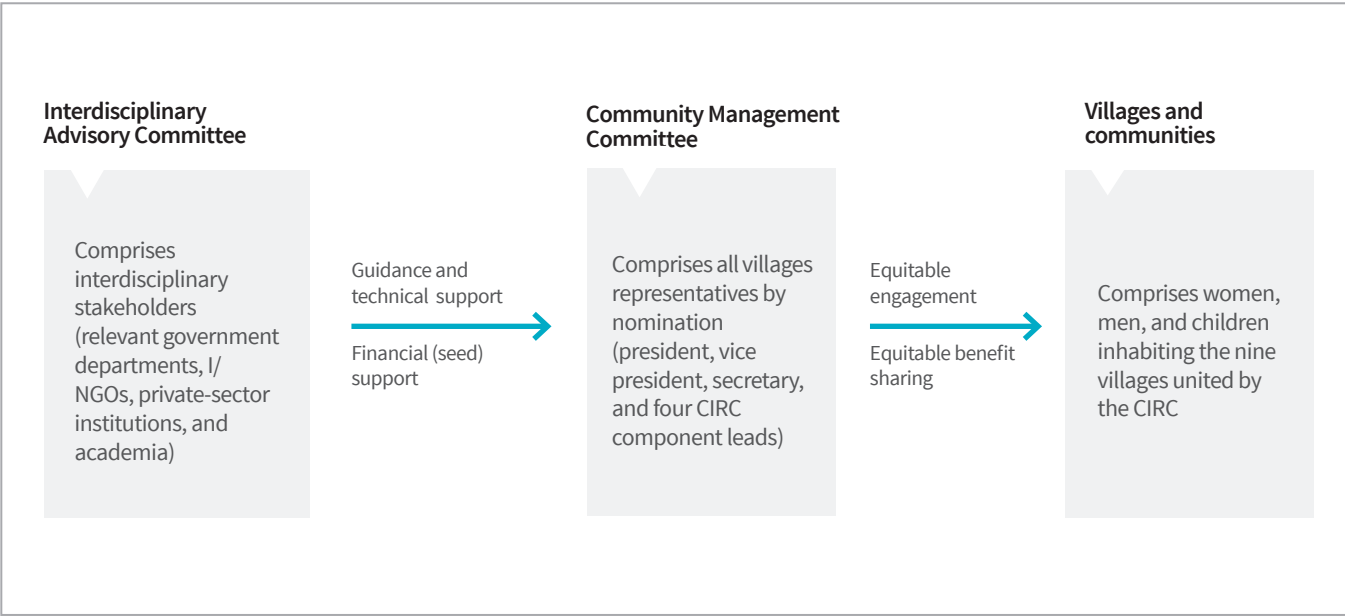 Interdisciplinary
Advisory Committee
Comprises
interdisciplinary
stakeholders
(relevant government
departments, I/
NGOs, private-sector
institutions, and
academia)
Guidance and
technical support
Financial (seed)
support
Community Management
Committee
Comprises all villages
representatives by
nomination
(president, vice
president, secretary,
and four CIRC
component leads)
Equitable
engagement
Equitable benefit
sharing
Villages and
communities
Comprises women,
men, and children
inhabiting the nine
villages united by
the CIRC